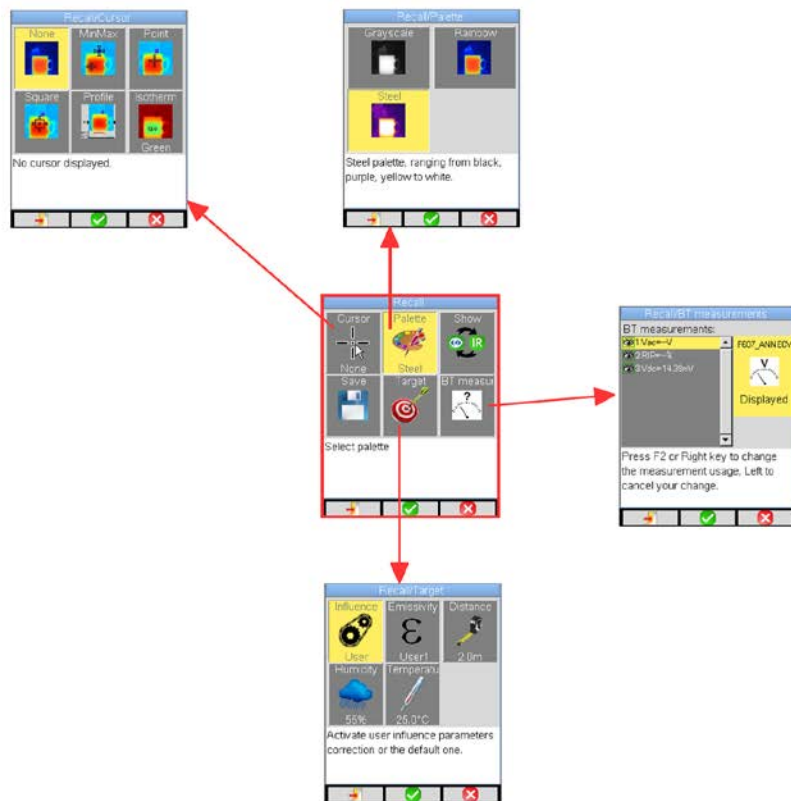 Recall/Cursor
None MinMax Point
Square Profile Isotherm
Green
No cursor displayed.
Recall/Palette
Grayscale Rainbow
Steel
Steel palette, ranging from black,
purple, yellow to white.
Recall
Cursor Palette Show
IR
None Steel
Save Target BT measur
?
Select palette
Recall/BT measurements
BT measurements:
1:Vac=--V
3:Vdc=14.39mV
V
Displayed
Press F2 or Right key to change
the measurement usage, Left to
cancel your change.
Recall/Target
Influence Emissivity Distance
ε
User User1 2.0m
Humidity Temperatu
55% 25.0°C
Activate user influence parameters
correction or the default one.